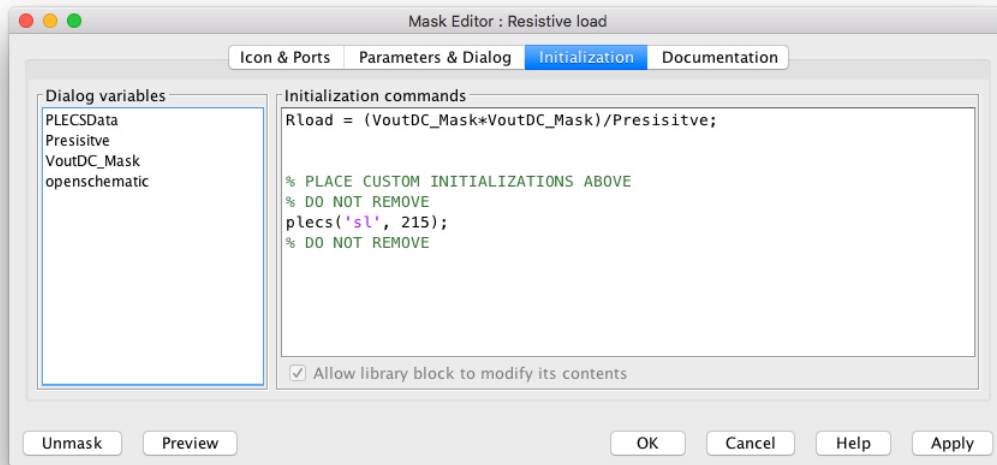 Mask Editor : Resistive load
Icon & Ports Parameters & Dialog Initialization Documentation
Dialog variables
PLECSData
Presisitve
VoutDC_Mask
openschematic
Initialization commands
Rload = (VoutDC_Mask*VoutDC_Mask)/Presisitve;
% PLACE CUSTOM INITIALIZATIONS ABOVE
% DO NOT REMOVE
plecs('sl', 215);
% DO NOT REMOVE
Allow library block to modify its contents
Unmask Preview OK Cancel Help Apply